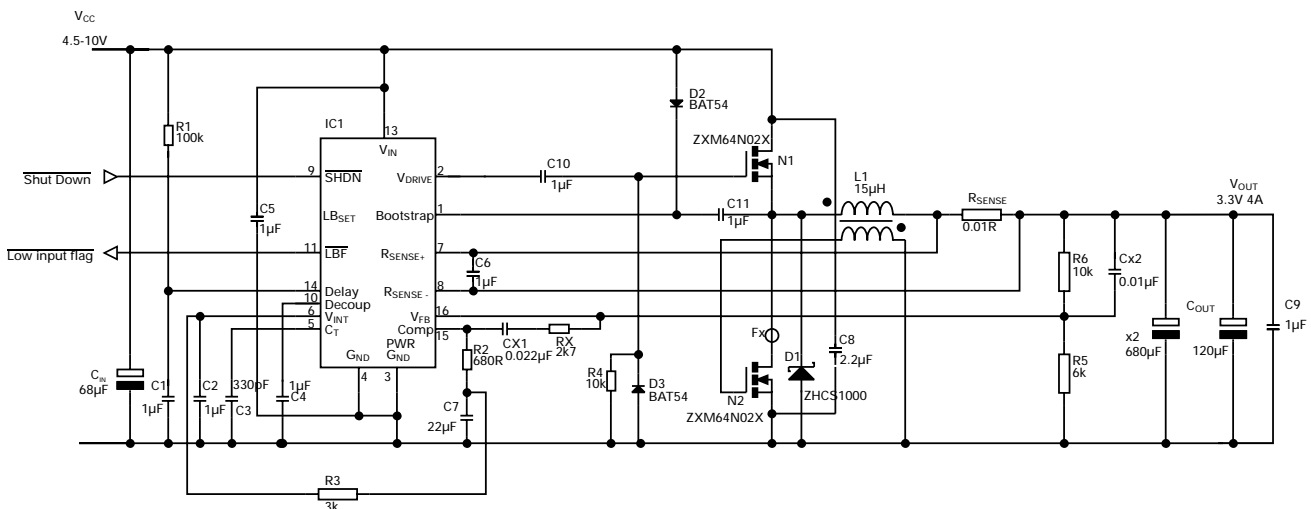 VCC
4.5-10V
D2
BAT54
R1
100k
IC1
13
VIN
ZXM64N02X
N1
Shut Down
9
SHDN
VDRIVE
2
C10
1µF
L1
15µH
VOUT
3.3V 4A
C5
1µF
LBSET
Bootstrap
1
C11
1µF
RSENSE
0.01R
Low input flag
11
LBF
RSENSE+
7
C6
1µF
R6
10k
Cx2
0.01µF
14
Delay
RSENSE -
8
10
Decoup
6
VINT
VFB
16
5
CT
Comp
15
PWR
GND
GND
4
3
CX1
0.022µF
RX
2k7
R2
680R
Fx
D1
ZHCS1000
C8
2.2µF
COUT
x2
680µF
120µF
C9
1µF
CIN
68µF
C1
1µF
C2
1µF
330pF
C3
1µF
C4
C7
22µF
R4
10k
D3
BAT54
N2
ZXM64N02X
R5
6k
R3
3k